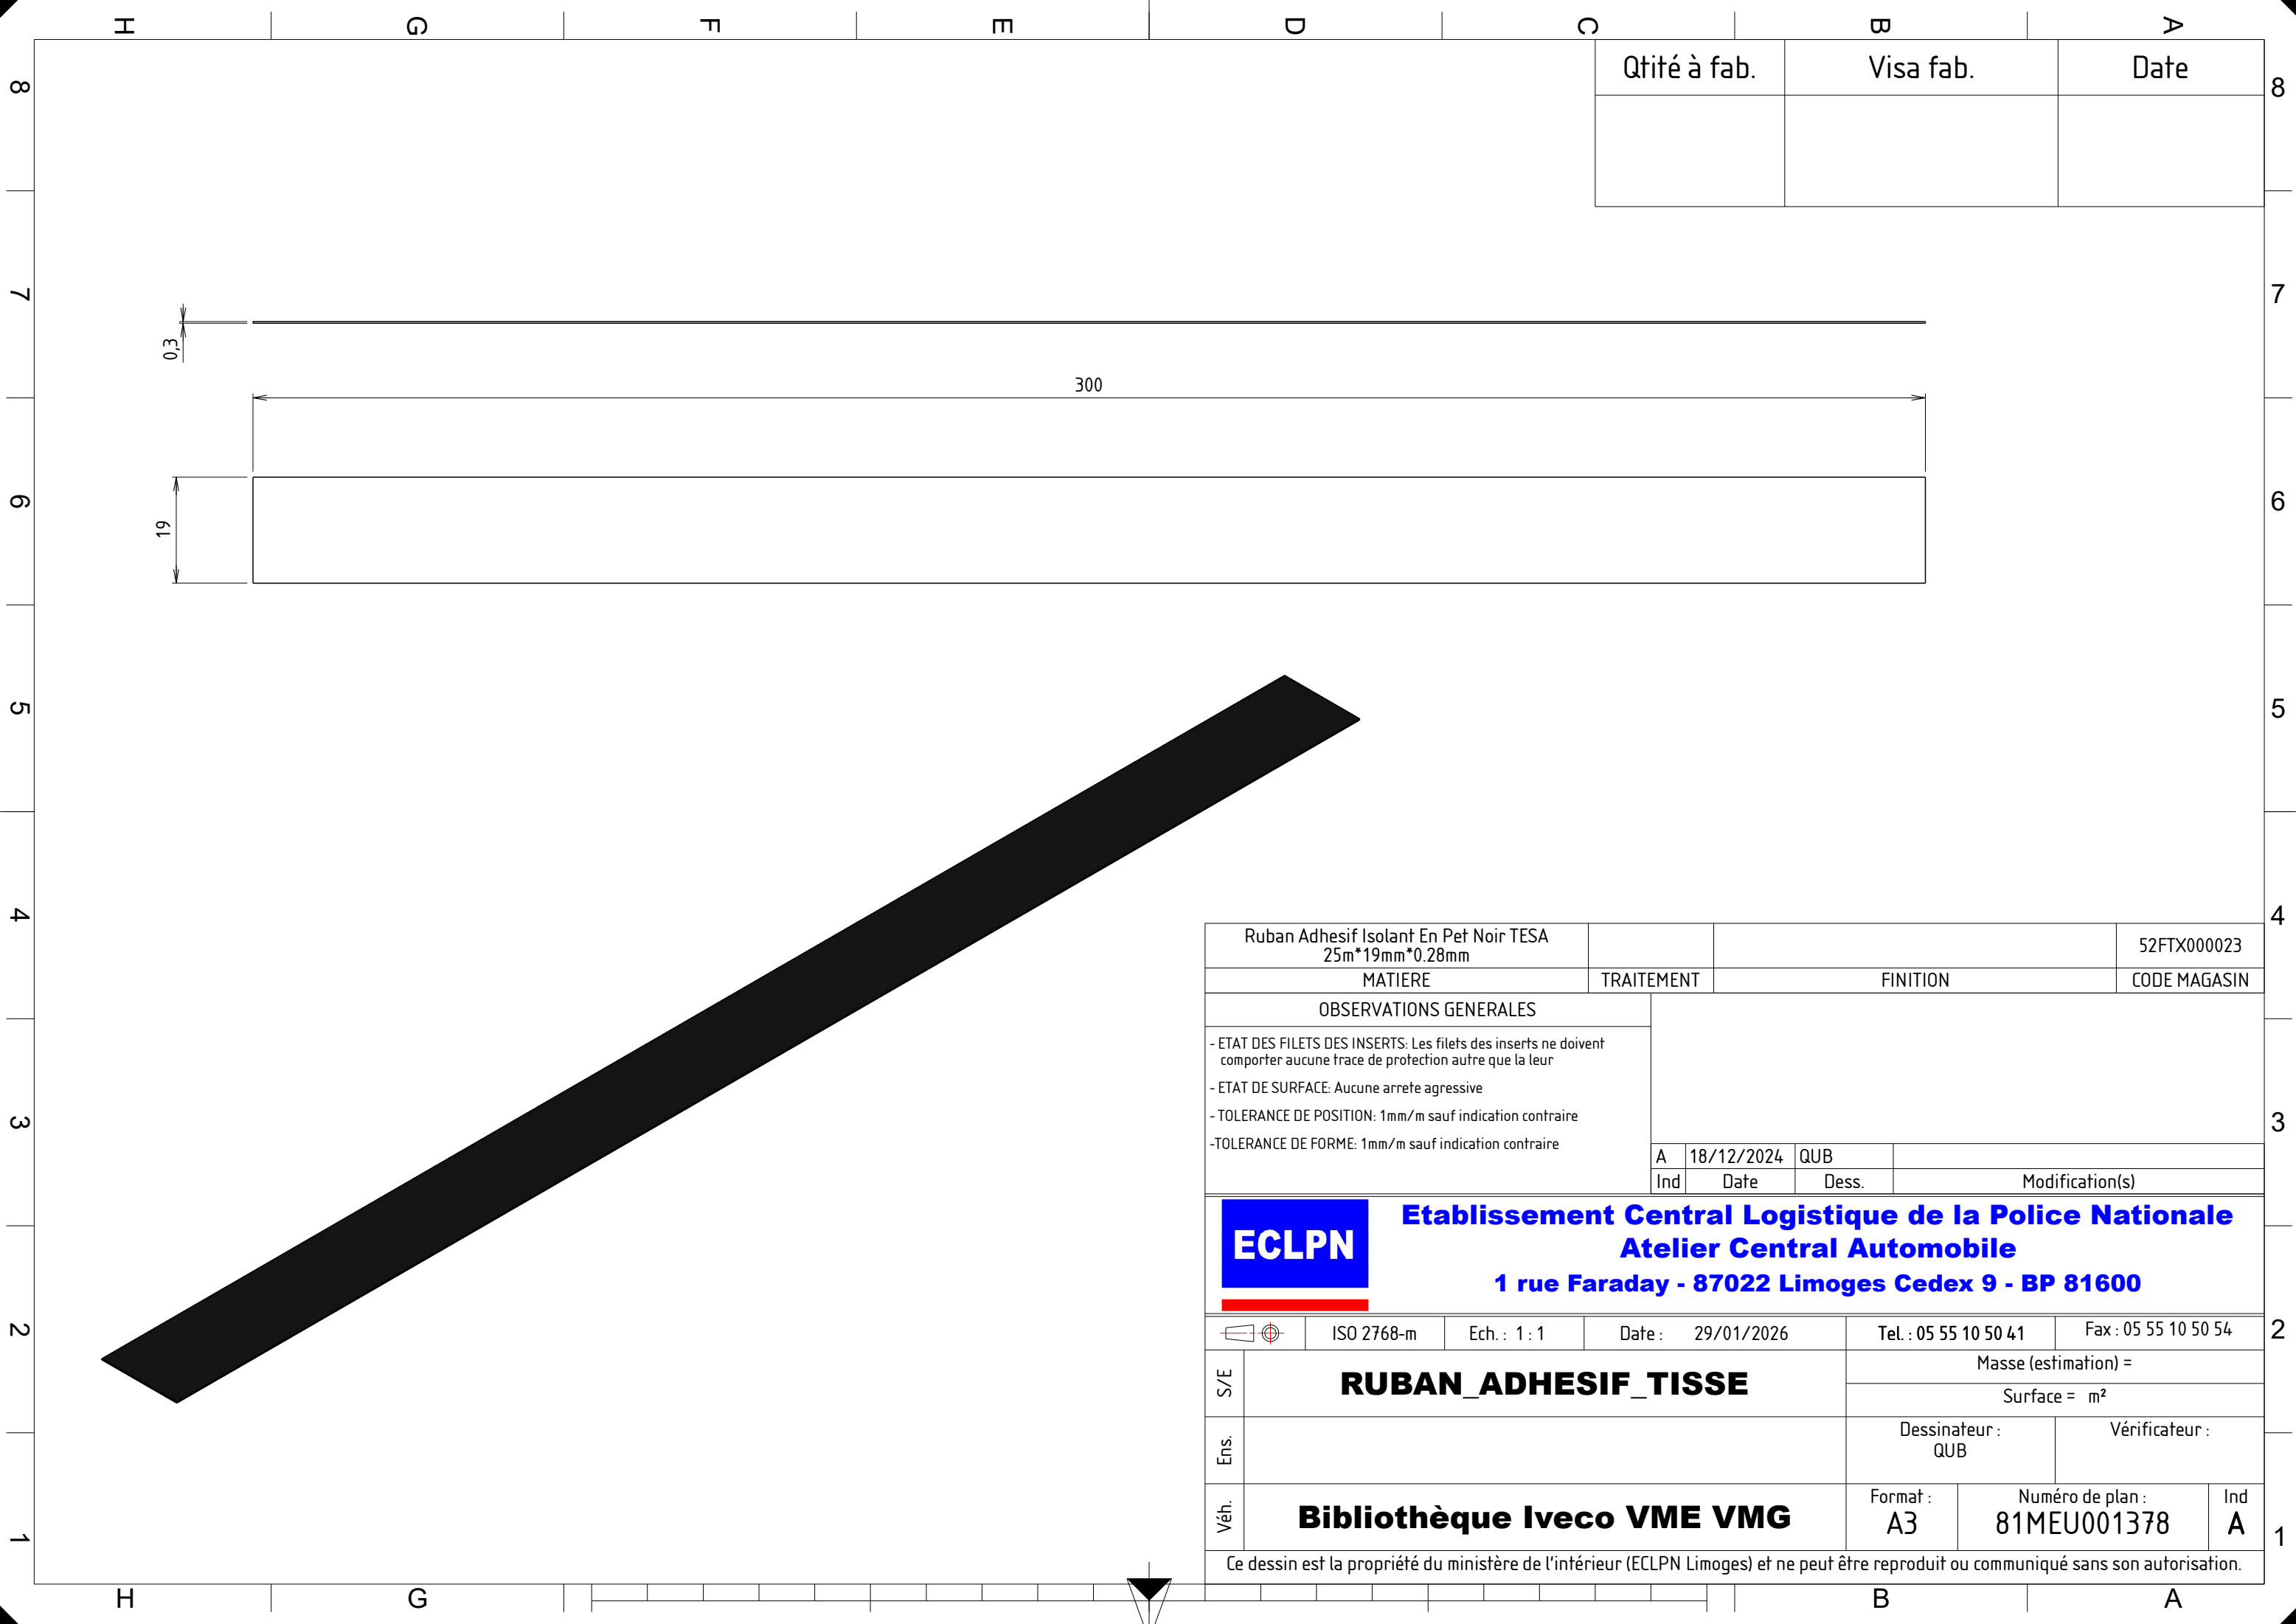 H G F E D C B A
8 8
Qtité à fab. Visa fab. Date
7 7
0,3
300
6 6
19
5 5
4 4
Ruban Adhesif Isolant En Pet Noir TESA
25m*19mm*0.28mm
52FTX000023
MATIERE TRAITEMENT FINITION CODE MAGASIN
OBSERVATIONS GENERALES
- ETAT DES FILETS DES INSERTS: Les filets des inserts ne doivent
comporter aucune trace de protection autre que la leur
- ETAT DE SURFACE: Aucune arrete agressive
- TOLERANCE DE POSITION: 1mm/m sauf indication contraire
-TOLERANCE DE FORME: 1mm/m sauf indication contraire
3 3
A 18/12/2024 QUB
Ind Date Dess. Modification(s)
ECLPN
Etablissement Central Logistique de la Police Nationale
Atelier Central Automobile
1 rue Faraday - 87022 Limoges Cedex 9 - BP 81600
2 2
ISO 2768-m Ech. : 1 : 1 Date : 29/01/2026 Tel. : 05 55 10 50 41 Fax : 05 55 10 50 54
S/E RUBAN_ADHESIF_TISSE
Masse (estimation) =
Surface = m²
Ens.
Dessinateur :
QUB
Vérificateur :
Véh. Bibliothèque Iveco VME VMG
Format :
A3
Numéro de plan :
81MEU001378
Ind
A
1 1
Ce dessin est la propriété du ministère de l'intérieur (ECLPN Limoges) et ne peut être reproduit ou communiqué sans son autorisation.
H G B A